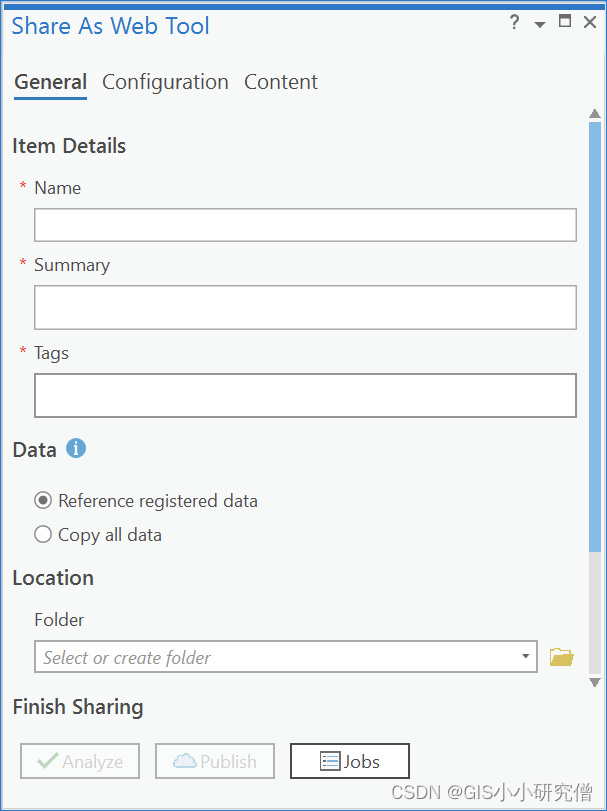 Share As Web Tool ?
General Configuration Content
Item Details
* Name
* Summary
* Tags
Data i
Reference registered data
Copy all data
Location
Folder
Select or create folder
Finish Sharing
Analyze Publish Jobs
CSDN @GIS小小研究僧